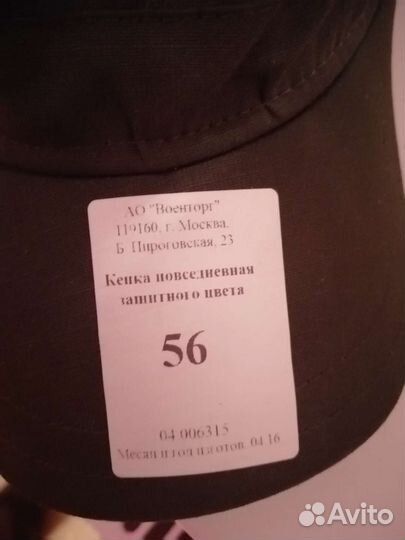 АО "Военторг"
119160, г. Москва.
Б. Пироговская, 23
Кепка повседневная
защитного цвета
56
04 006315
Месяц и год изготов. 04.16
Avito